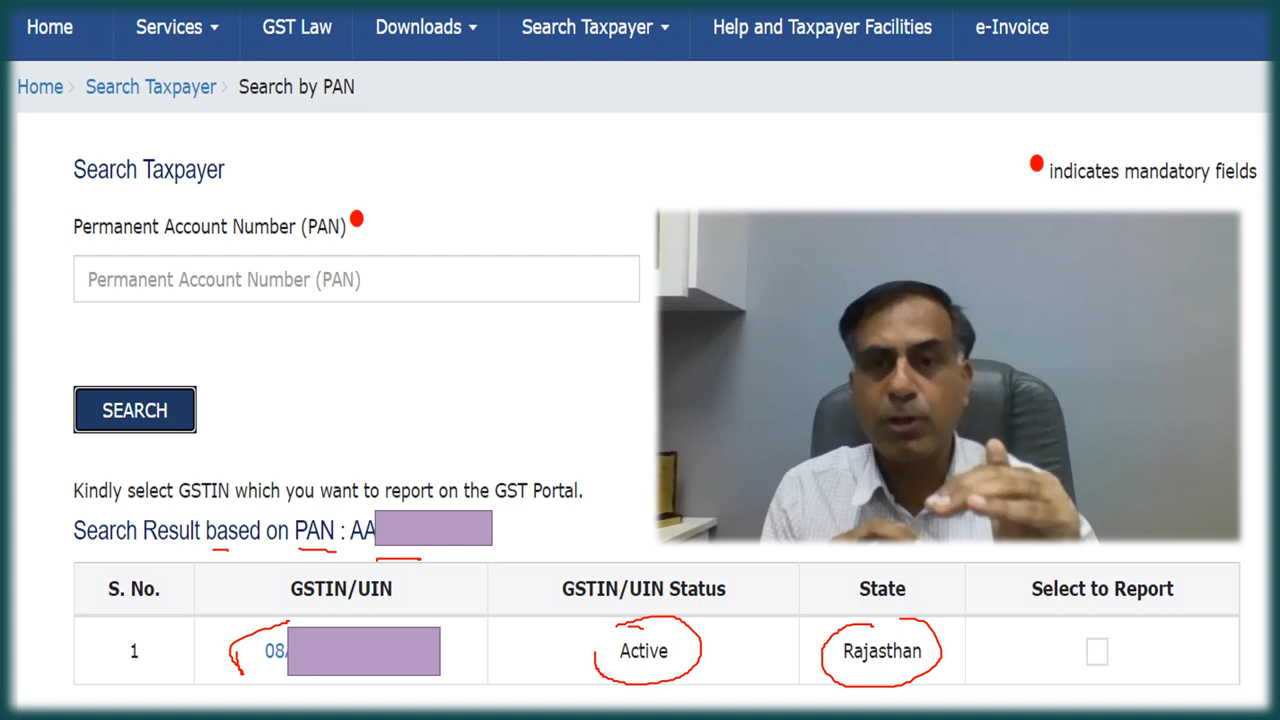 Home Services GST Law Downloads Search Taxpayer Help and Taxpayer Facilities e-Invoice
Home > Search Taxpayer > Search by PAN
Search Taxpayer
indicates mandatory fields
Permanent Account Number (PAN)
Permanent Account Number (PAN)
SEARCH
Kindly select GSTIN which you want to report on the GST Portal.
Search Result based on PAN : AA
S. No. GSTIN/UIN GSTIN/UIN Status State Select to Report
1 08 Active Rajasthan